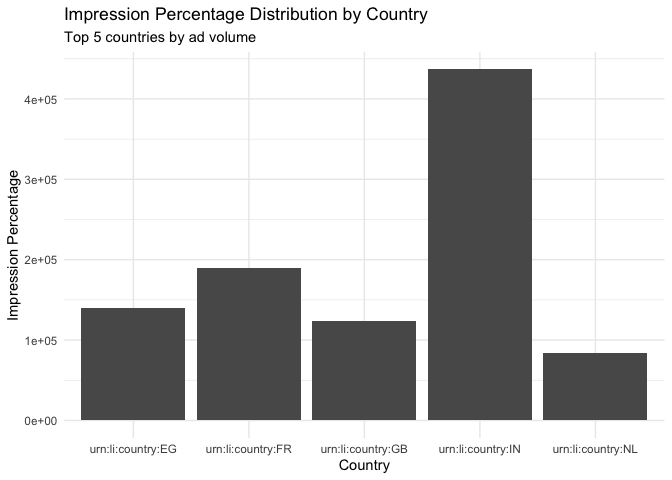 Impression Percentage Distribution by Country
Top 5 countries by ad volume
Impression Percentage
4e+05
3e+05
2e+05
1e+05
0e+00
urn:li:country:EG
urn:li:country:FR
urn:li:country:GB
urn:li:country:IN
urn:li:country:NL
Country